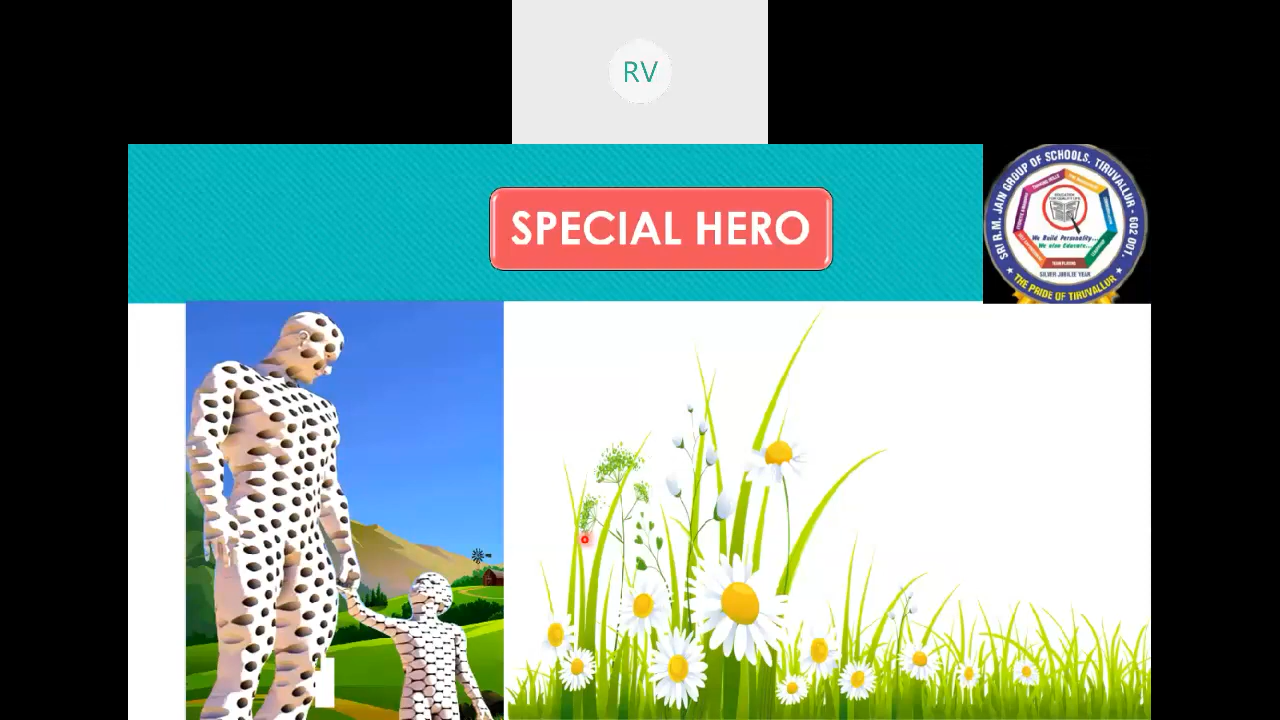 RV
SPECIAL HERO
SRI R.M. JAIN GROUP OF SCHOOLS, TIRUVALLUR - 602 001.
We Build Personality...
We also Educate...
SILVER JUBILEE YEAR
★ THE PRIDE OF TIRUVALLUR ★